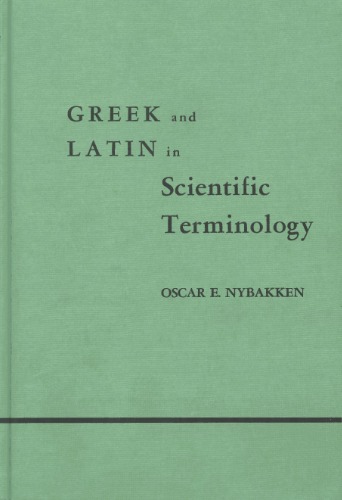 GREEK and
LATIN in
Scientific
Terminology
OSCAR E. NYBAKKEN